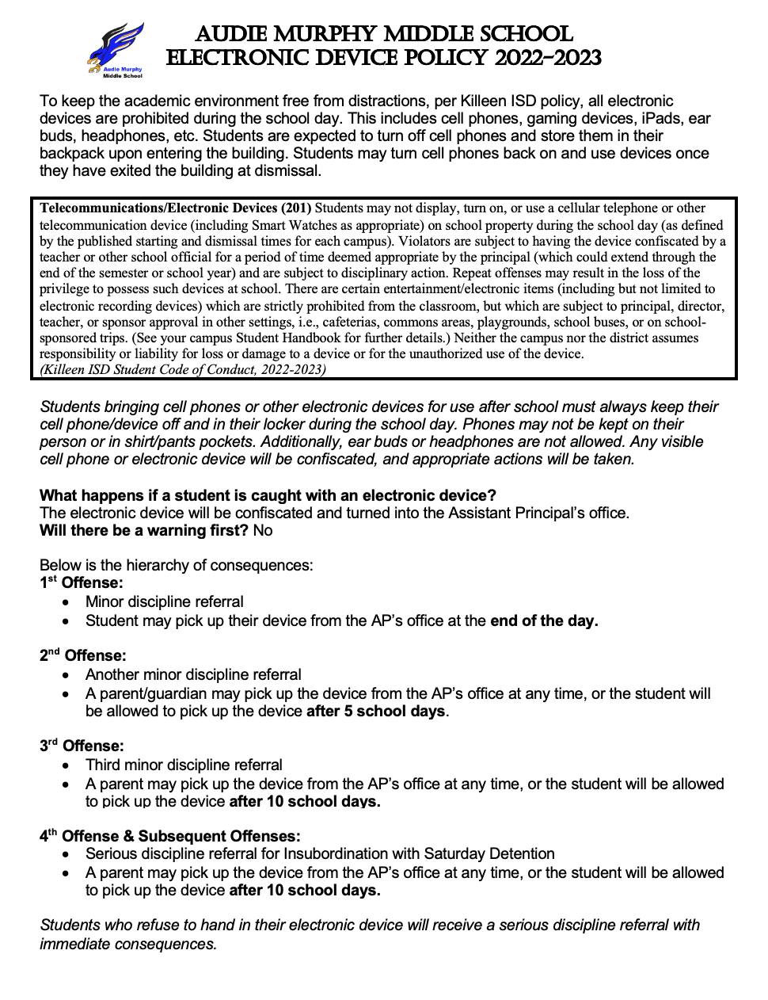 Audie Murphy
Middle School
AUDIE MURPHY MIDDLE SCHOOL
ELECTRONIC DEVICE POLICY 2022-2023
To keep the academic environment free from distractions, per Killeen ISD policy, all electronic
devices are prohibited during the school day. This includes cell phones, gaming devices, iPads, ear
buds, headphones, etc. Students are expected to turn off cell phones and store them in their
backpack upon entering the building. Students may turn cell phones back on and use devices once
they have exited the building at dismissal.
Telecommunications/Electronic Devices (201) Students may not display, turn on, or use a cellular telephone or other
telecommunication device (including Smart Watches as appropriate) on school property during the school day (as defined
by the published starting and dismissal times for each campus). Violators are subject to having the device confiscated by a
teacher or other school official for a period of time deemed appropriate by the principal (which could extend through the
end of the semester or school year) and are subject to disciplinary action. Repeat offenses may result in the loss of the
privilege to possess such devices at school. There are certain entertainment/electronic items (including but not limited to
electronic recording devices) which are strictly prohibited from the classroom, but which are subject to principal, director,
teacher, or sponsor approval in other settings, i.e., cafeterias, commons areas, playgrounds, school buses, or on school-
sponsored trips. (See your campus Student Handbook for further details.) Neither the campus nor the district assumes
responsibility or liability for loss or damage to a device or for the unauthorized use of the device.
(Killeen ISD Student Code of Conduct, 2022-2023)
Students bringing cell phones or other electronic devices for use after school must always keep their
cell phone/device off and in their locker during the school day. Phones may not be kept on their
person or in shirt/pants pockets. Additionally, ear buds or headphones are not allowed. Any visible
cell phone or electronic device will be confiscated, and appropriate actions will be taken.
What happens if a student is caught with an electronic device?
The electronic device will be confiscated and turned into the Assistant Principal's office.
Will there be a warning first? No
Below is the hierarchy of consequences:
1st Offense:
• Minor discipline referral
• Student may pick up their device from the AP's office at the end of the day.
2nd Offense:
• Another minor discipline referral
• A parent/guardian may pick up the device from the AP's office at any time, or the student will
be allowed to pick up the device after 5 school days.
3rd Offense:
• Third minor discipline referral
• A parent may pick up the device from the AP's office at any time, or the student will be allowed
to pick up the device after 10 school days.
4th Offense & Subsequent Offenses:
• Serious discipline referral for Insubordination with Saturday Detention
• A parent may pick up the device from the AP's office at any time, or the student will be allowed
to pick up the device after 10 school days.
Students who refuse to hand in their electronic device will receive a serious discipline referral with
immediate consequences.